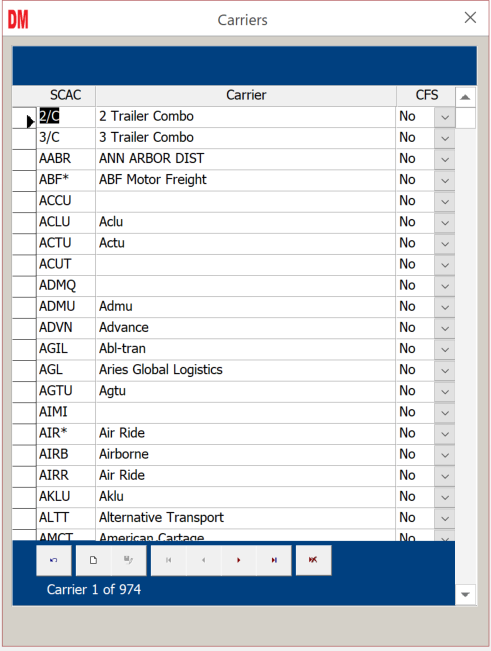 DM Carriers
SCAC Carrier CFS
2/C 2 Trailer Combo No
3/C 3 Trailer Combo No
AABR ANN ARBOR DIST No
ABF* ABF Motor Freight No
ACCU No
ACLU Aclu No
ACTU Actu No
ACUT No
ADMQ No
ADMU Admu No
ADVN Advance No
AGIL Abl-tran No
AGL Aries Global Logistics No
AGTU Agtu No
AIMI No
AIR* Air Ride No
AIRB Airborne No
AIRR Air Ride No
AKLU Aklu No
ALTT Alternative Transport No
AMCT American Cartage No
Carrier 1 of 974